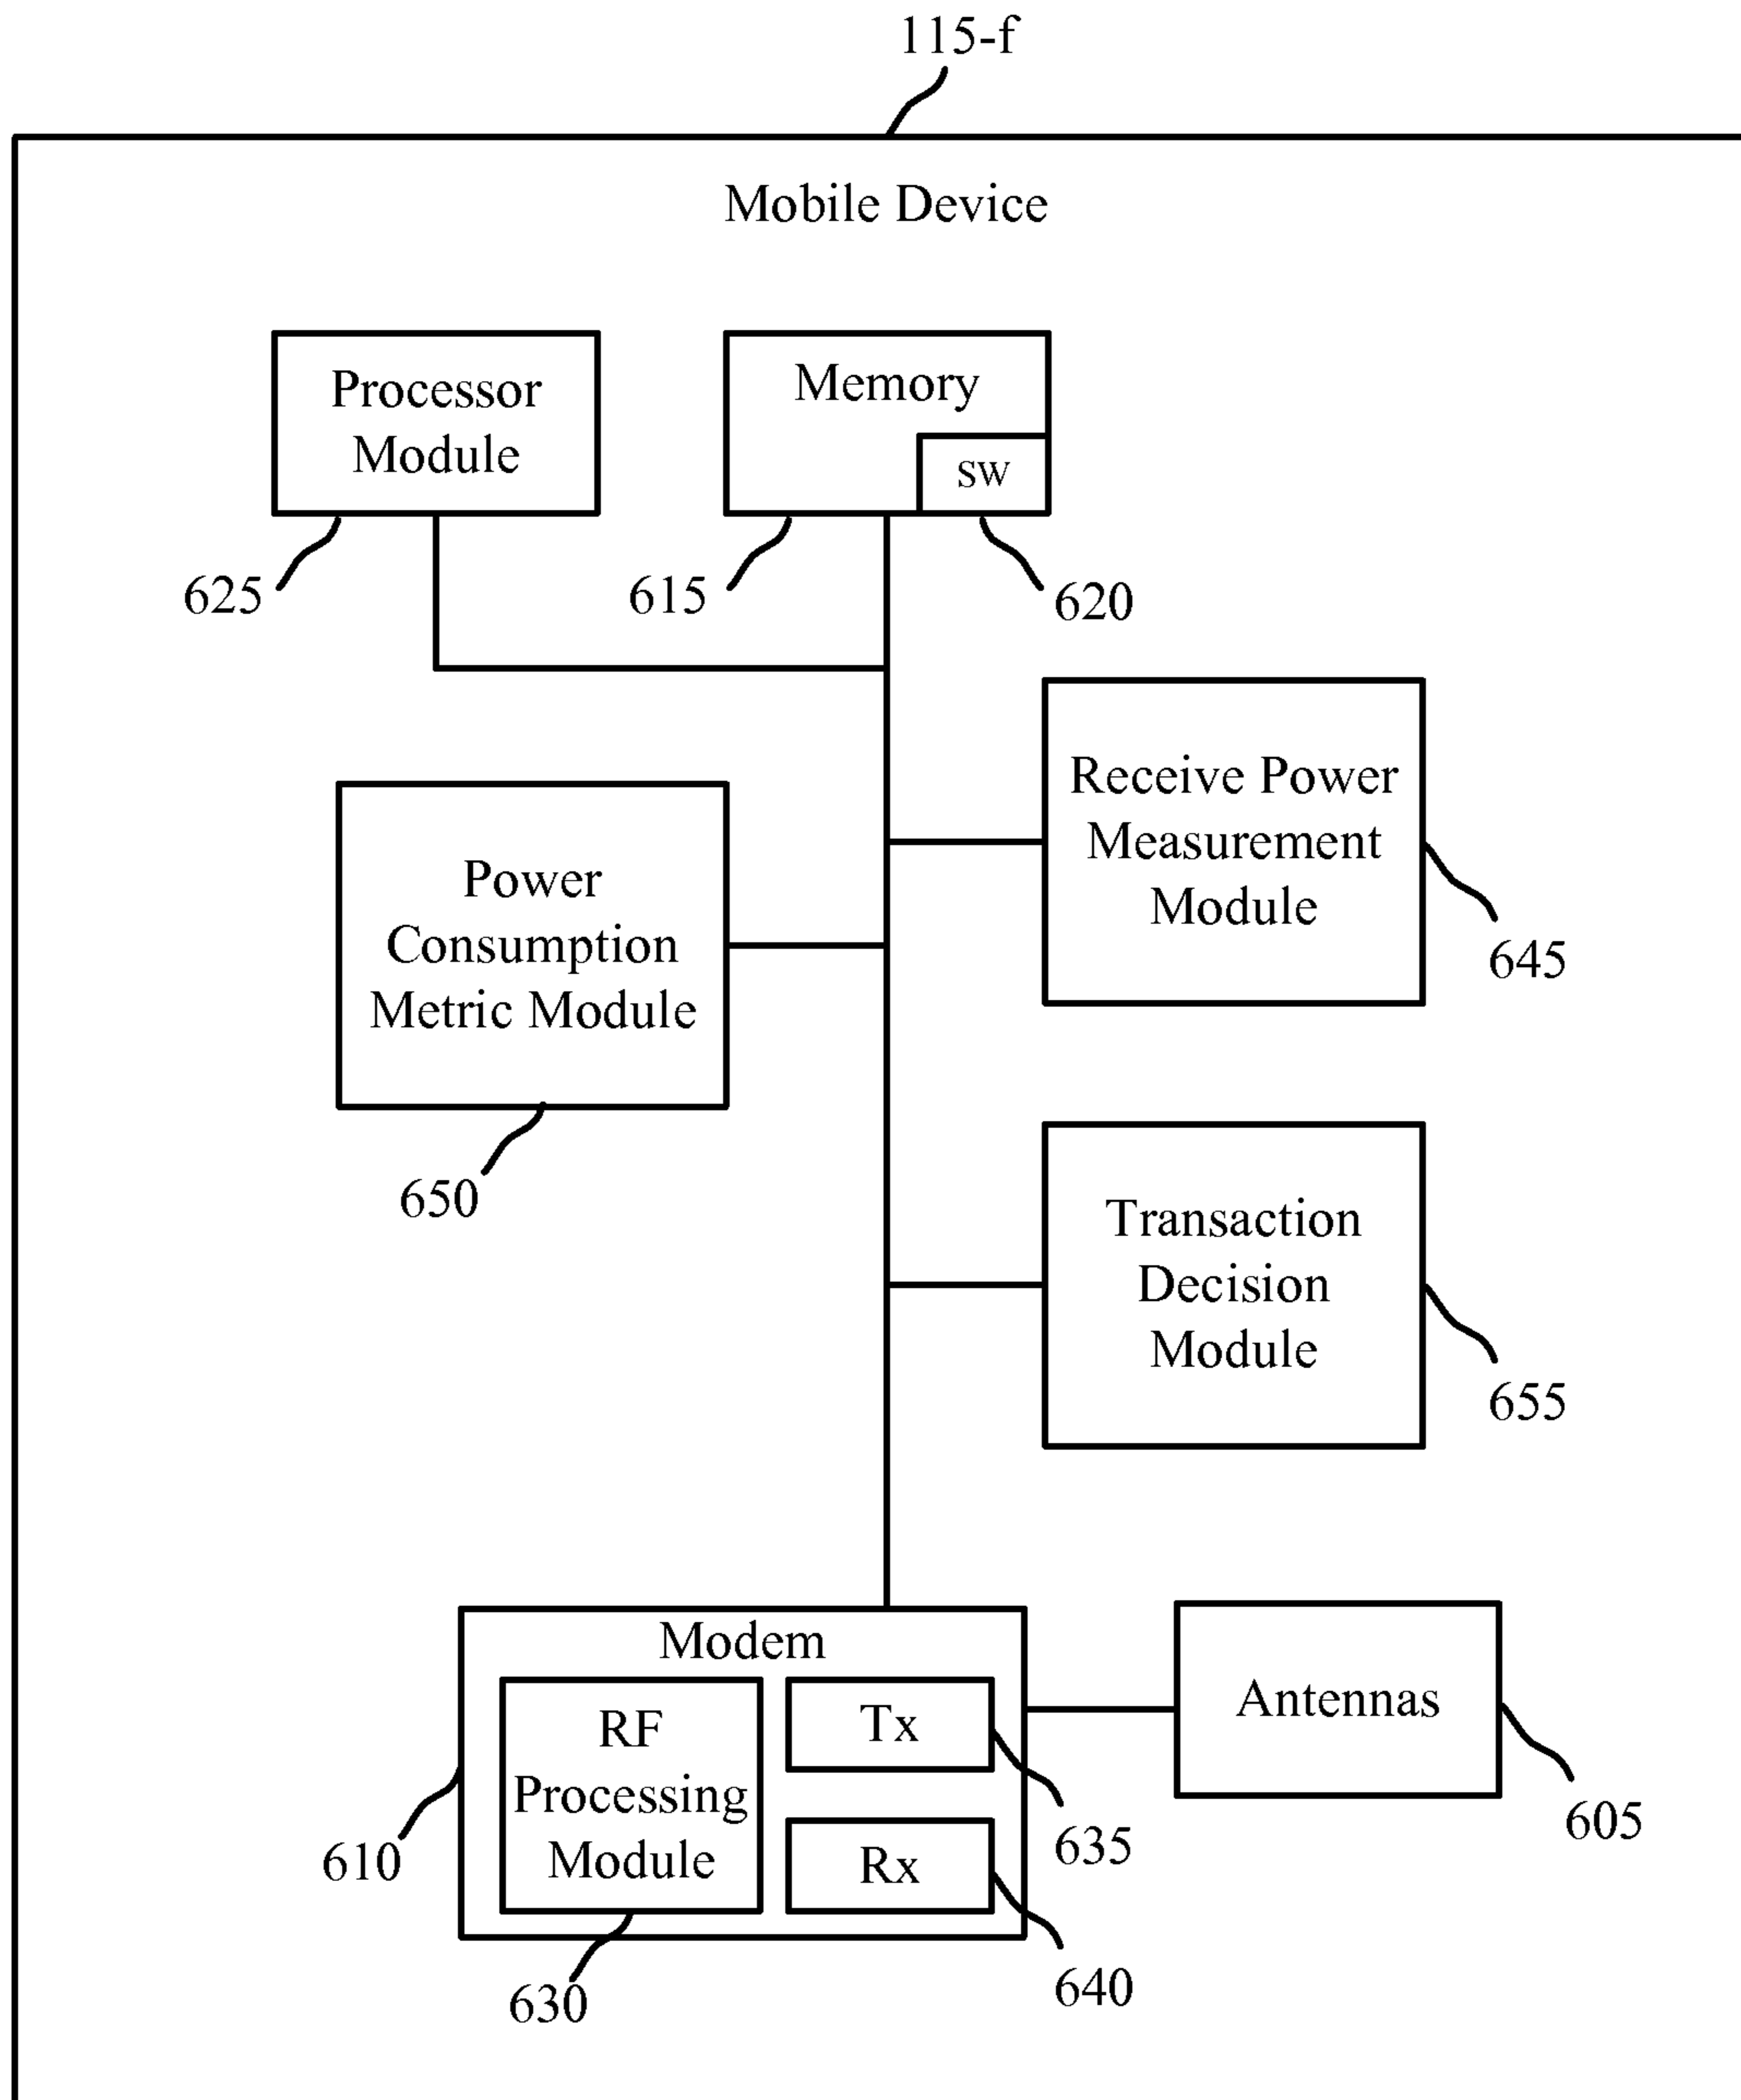 115-f
Mobile Device
Processor
Module
Memory
SW
625
615
620
Receive Power
Measurement
Module
645
Power
Consumption
Metric Module
650
Transaction
Decision
Module
655
Modem
RF
Processing
Module
Tx
Rx
Antennas
610
635
605
630
640